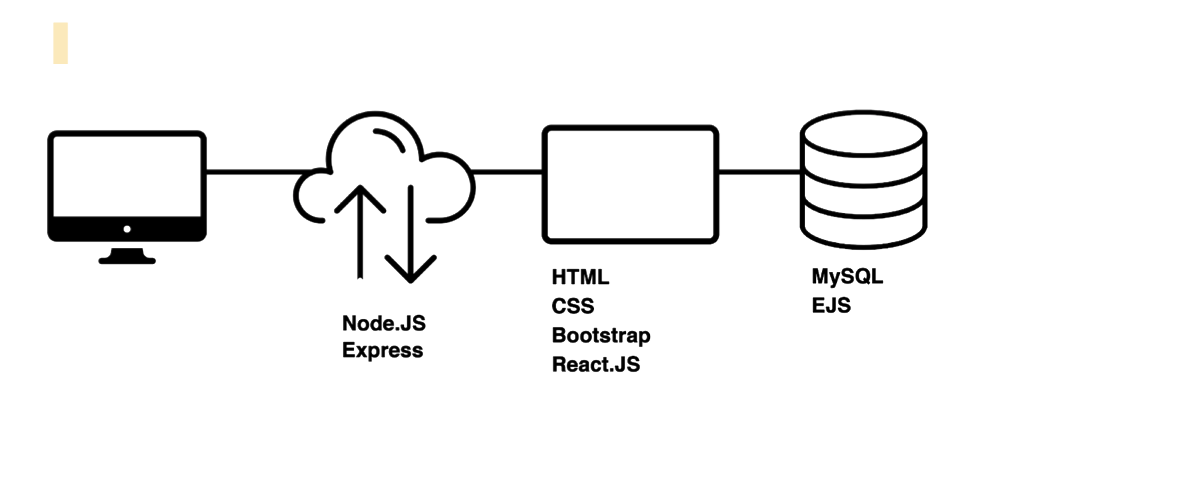 Node.JS
Express
HTML
CSS
Bootstrap
React.JS
MySQL
EJS